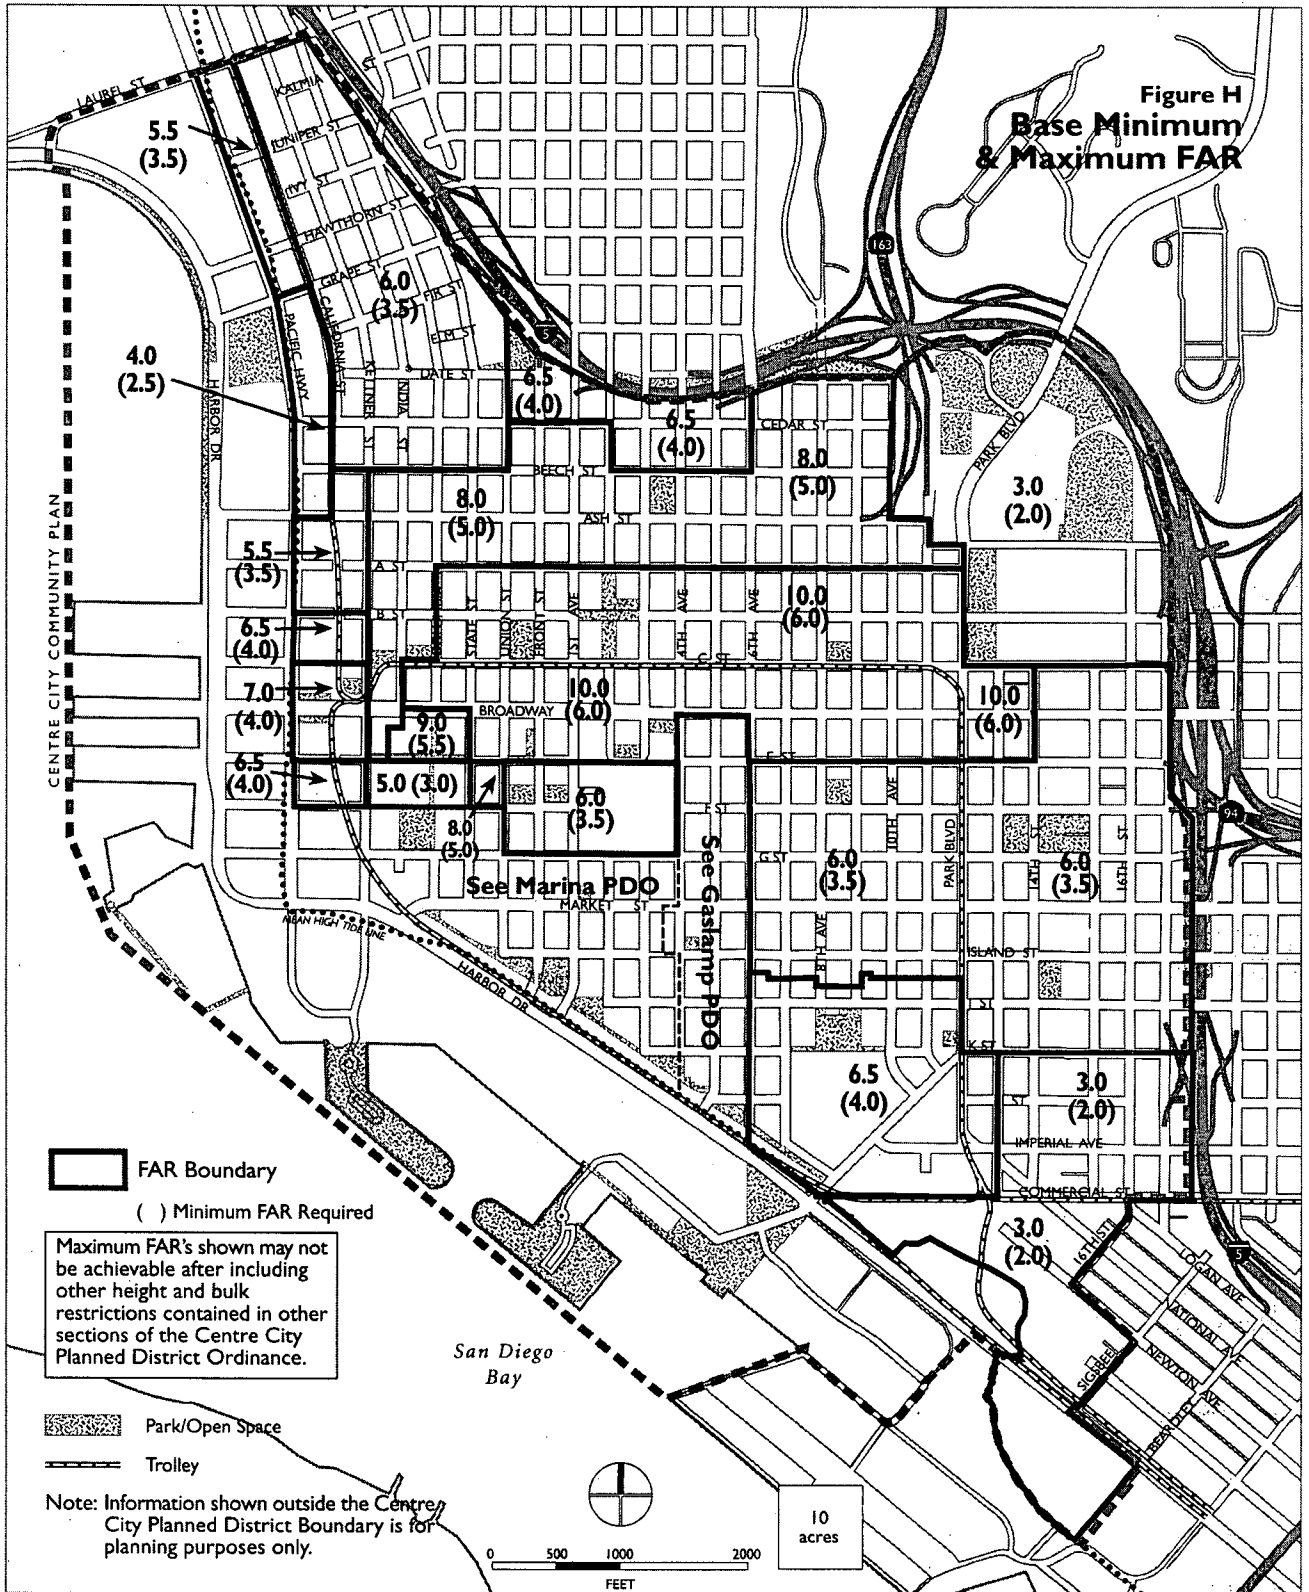 Figure H
Base Minimum
& Maximum FAR
LAUREL ST
KALMIA
ST
JUNIPER ST
IVY ST
HAWTHORN ST
GRAPE ST
FIR ST
ELM ST
DATE ST
CEDAR ST
BEECH ST
ASH ST
A ST
B ST
C ST
BROADWAY
E ST
F ST
G ST
MARKET ST
ISLAND ST
ST
K ST
ST
IMPERIAL AVE
COMMERCIAL ST
PACIFIC HWY
CALIFORNIA ST
KETTNER ST
INDIA ST
STATE ST
UNION ST
FRONT ST
1ST AVE
4TH AVE
6TH AVE
8TH AVE
10TH AVE
PARK BLVD
14TH ST
16TH ST
PARK BLVD
HARBOR DR
HARBOR DR
MEAN HIGH TIDE LINE
CENTRE CITY COMMUNITY PLAN
16TH ST
LOGAN AVE
NATIONAL AVE
NEWTON AVE
SIGSBEE
BEARDSLEY
163
5
94
5
5.5
(3.5)
6.0
(3.5)
4.0
(2.5)
6.5
(4.0)
6.5
(4.0)
8.0
(5.0)
3.0
(2.0)
8.0
(5.0)
5.5
(3.5)
10.0
(6.0)
6.5
(4.0)
7.0
(4.0)
10.0
(6.0)
10.0
(6.0)
9.0
(5.5)
6.5
(4.0)
5.0 (3.0)
8.0
(5.0)
6.0
(3.5)
6.0
(3.5)
6.0
(3.5)
See Marina PDO
See Gaslamp PDO
6.5
(4.0)
3.0
(2.0)
3.0
(2.0)
FAR Boundary
( ) Minimum FAR Required
Maximum FAR's shown may not
be achievable after including
other height and bulk
restrictions contained in other
sections of the Centre City
Planned District Ordinance.
San Diego
Bay
Park/Open Space
Trolley
Note: Information shown outside the Centre
City Planned District Boundary is for
planning purposes only.
10
acres
0 500 1000 2000
FEET